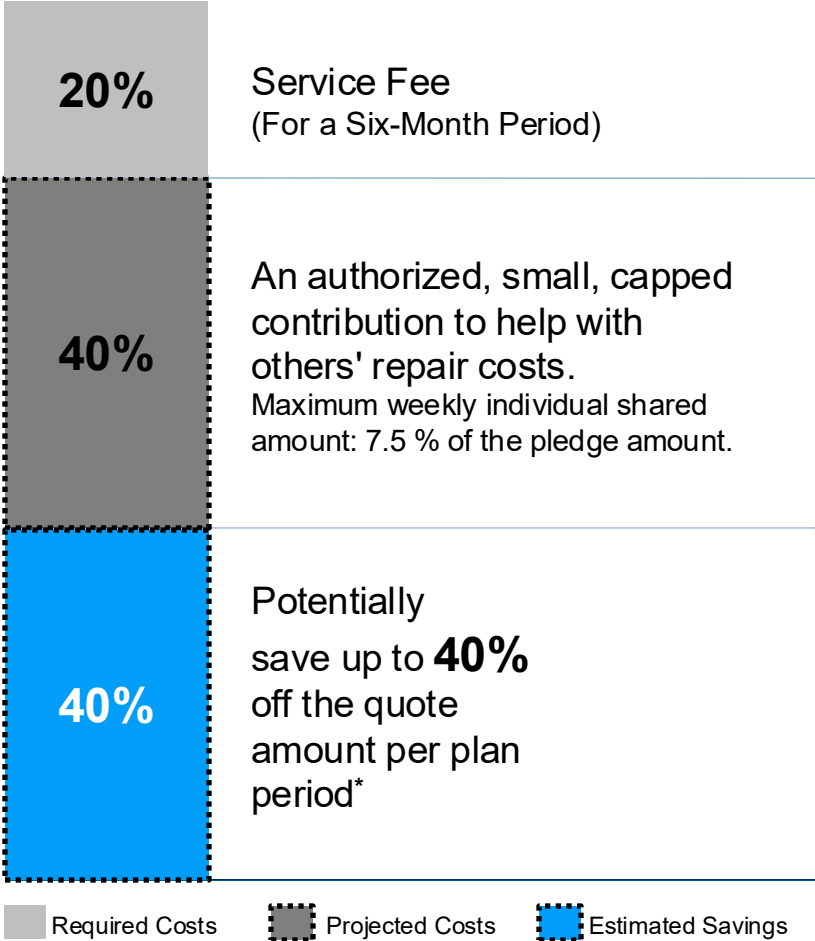 20%
Service Fee
(For a Six-Month Period)
40%
An authorized, small, capped
contribution to help with
others' repair costs.
Maximum weekly individual shared
amount: 7.5 % of the pledge amount.
40%
Potentially
save up to 40%
off the quote
amount per plan
period*
Required Costs
Projected Costs
Estimated Savings